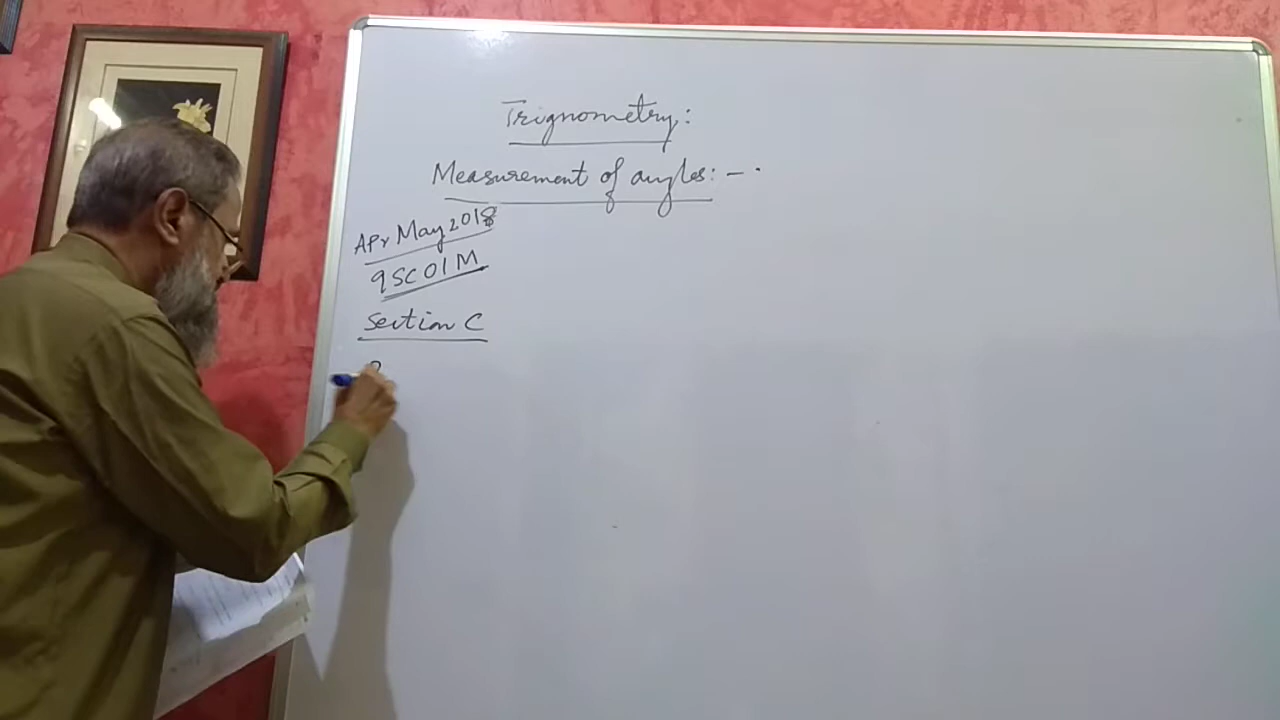 Trignometry:
Measurement of angles: -.
Apr May 2018
9SC01M
Section C